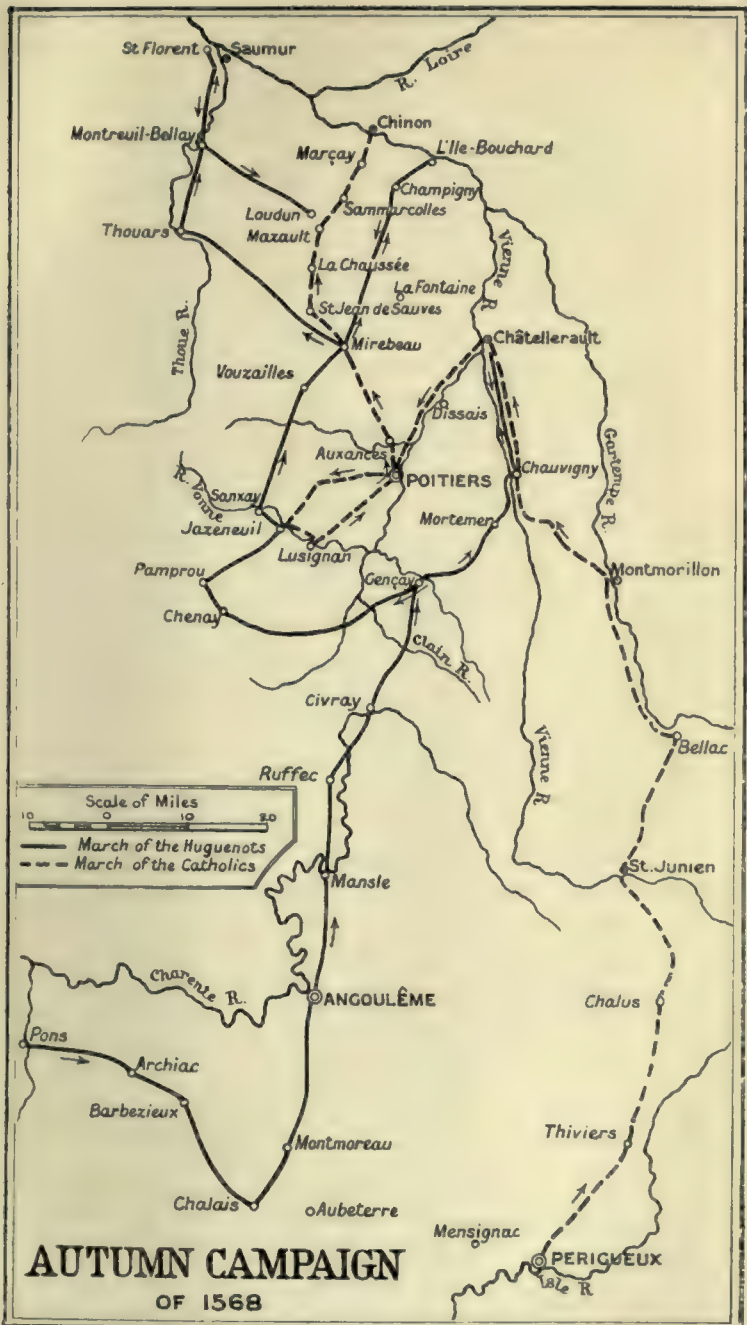 St Florent
Saumur
R. Loire
Montreuil-Bellay
Chinon
Marçay
L'Ile-Bouchard
Champigny
Loudun
Sammarcolles
Thouars
Maxault
Vienne R.
La Chaussée
La Fontaine
St Jean de Sauves
Thoue R.
Mirebeau
Châtellerault
Vouzailles
Dissais
Gartempe R.
Auxances
POITIERS
Chauvigny
R. Vonne
Sanxay
Jazeneuil
Mortemer
Lusignan
Pamprou
Gençay
Montmorillon
Chenay
Clain R.
Civray
Bellac
Vienne R.
Ruffec
Scale of Miles
10 0 10 20
March of the Huguenots
March of the Catholics
Mansle
St. Junien
Charente R.
ANGOULÊME
Chalus
Pons
Archiac
Barbezieux
Thiviers
Montmoreau
Chalais
Aubeterre
Mensignac
PERIGUEUX
Isle R
AUTUMN CAMPAIGN
OF 1568